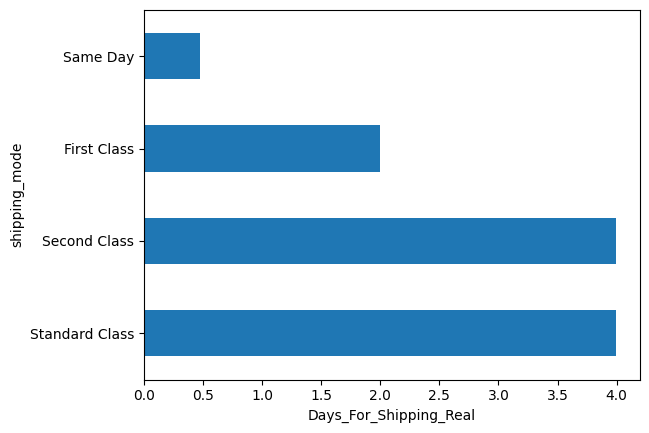 Same Day
First Class
Second Class
Standard Class
shipping_mode
0.0 0.5 1.0 1.5 2.0 2.5 3.0 3.5 4.0
Days_For_Shipping_Real